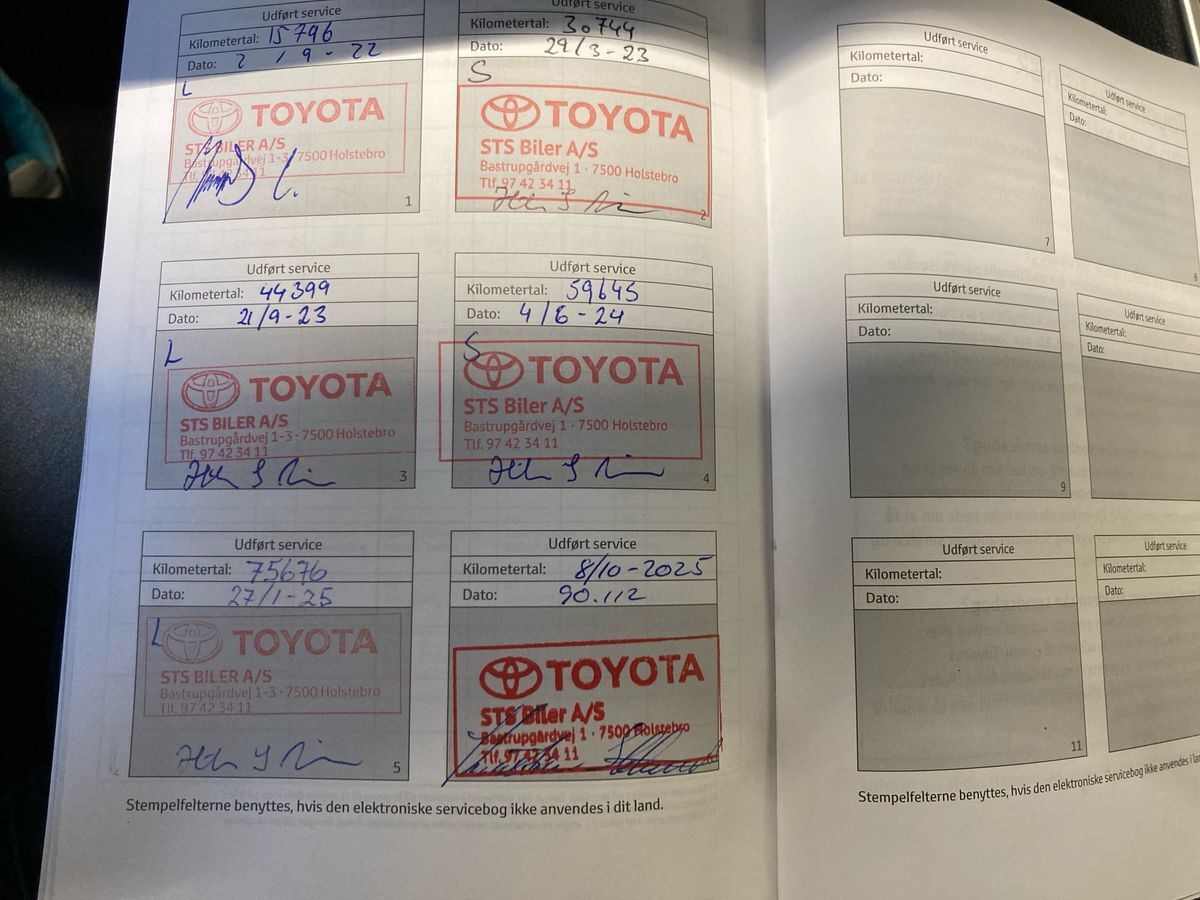 Udført service
Kilometertal: 15796
Dato: 2/9-22
L
TOYOTA
STS BILER A/S
Bastrupgårdvej 1-3 · 7500 Holstebro
Tlf. 97 42 34 11
1
Udført service
Kilometertal: 30744
Dato: 29/3-23
S
TOYOTA
STS Biler A/S
Bastrupgårdvej 1 · 7500 Holstebro
Tlf. 97 42 34 11
2
Udført service
Kilometertal: 44399
Dato: 21/9-23
L
TOYOTA
STS BILER A/S
Bastrupgårdvej 1-3 · 7500 Holstebro
Tlf. 97 42 34 11
3
Udført service
Kilometertal: 59645
Dato: 4/6-24
S
TOYOTA
STS Biler A/S
Bastrupgårdvej 1 · 7500 Holstebro
Tlf. 97 42 34 11
4
Udført service
Kilometertal: 75676
Dato: 27/1-25
L
TOYOTA
STS BILER A/S
Bastrupgårdvej 1-3 · 7500 Holstebro
Tlf. 97 42 34 11
5
Udført service
Kilometertal: 8/10-2025
Dato: 90.112
TOYOTA
STS Biler A/S
Bastrupgårdvej 1 · 7500 Holstebro
Tlf. 97 42 34 11
Stempelfelterne benyttes, hvis den elektroniske servicebog ikke anvendes i dit land.
Udført service
Kilometertal:
Dato:
7
Udført service
Kilometertal:
Dato:
8
Udført service
Kilometertal:
Dato:
9
Udført service
Kilometertal:
Dato:
Udført service
Kilometertal:
Dato:
11
Udført service
Kilometertal:
Dato:
Stempelfelterne benyttes, hvis den elektroniske servicebog ikke anvendes i